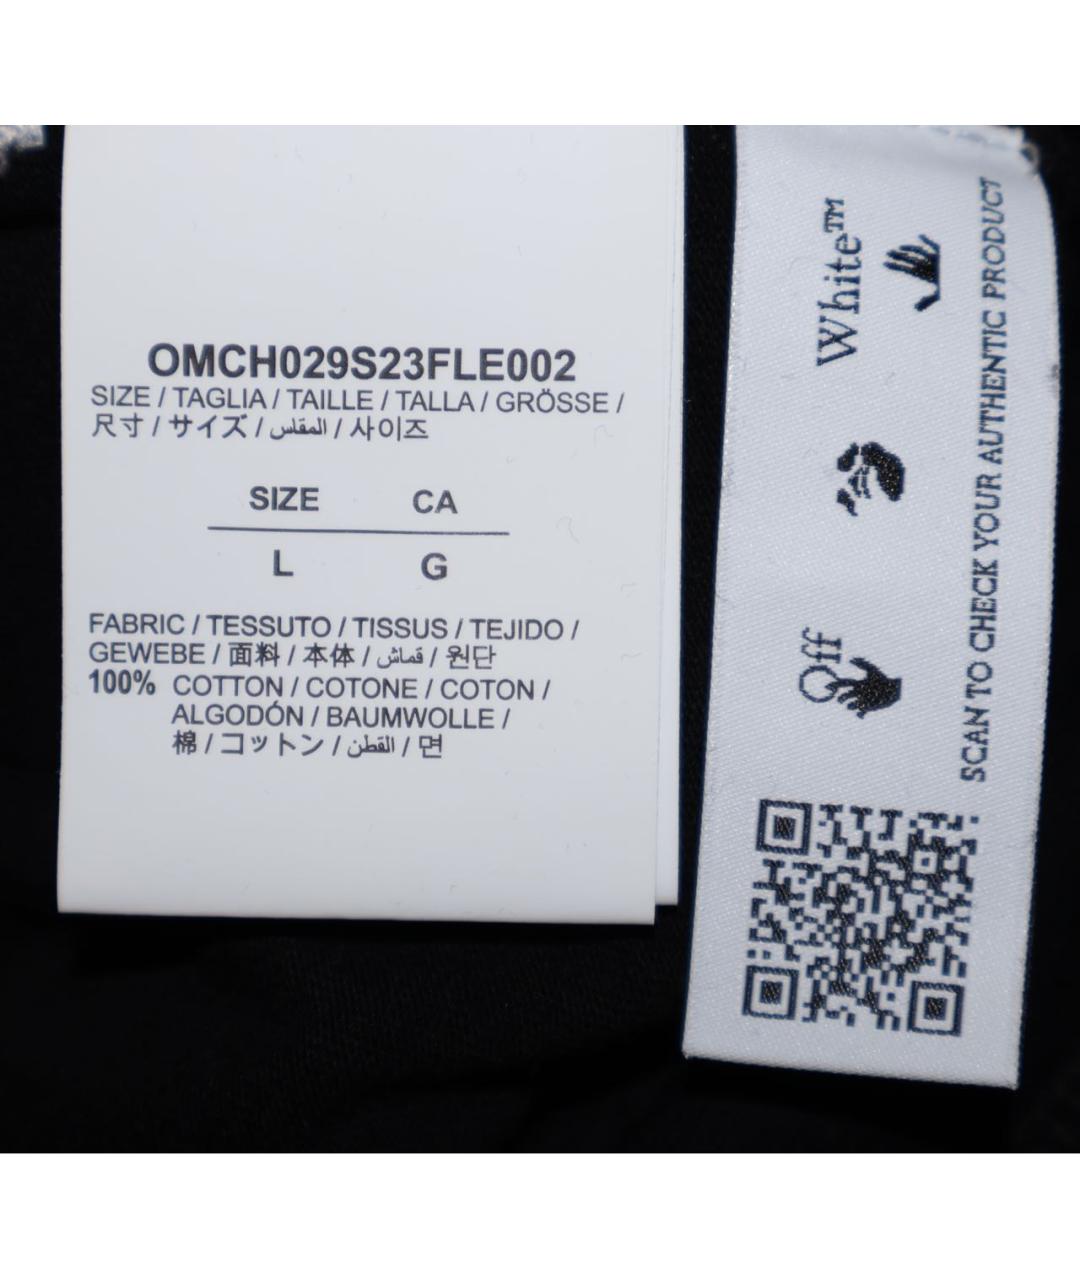 OMCH029S23FLE002
SIZE / TAGLIA / TAILLE / TALLA / GRÖSSE /
尺寸 / サイズ / المقاس / 사이즈
SIZE CA
L G
FABRIC / TESSUTO / TISSUS / TEJIDO /
GEWEBE / 面料 / 本体 / قماش / 원단
100% COTTON / COTONE / COTON /
ALGODÓN / BAUMWOLLE /
棉 / コットン / القطن / 면
Off White™
SCAN TO CHECK YOUR AUTHENTIC PRODUCT